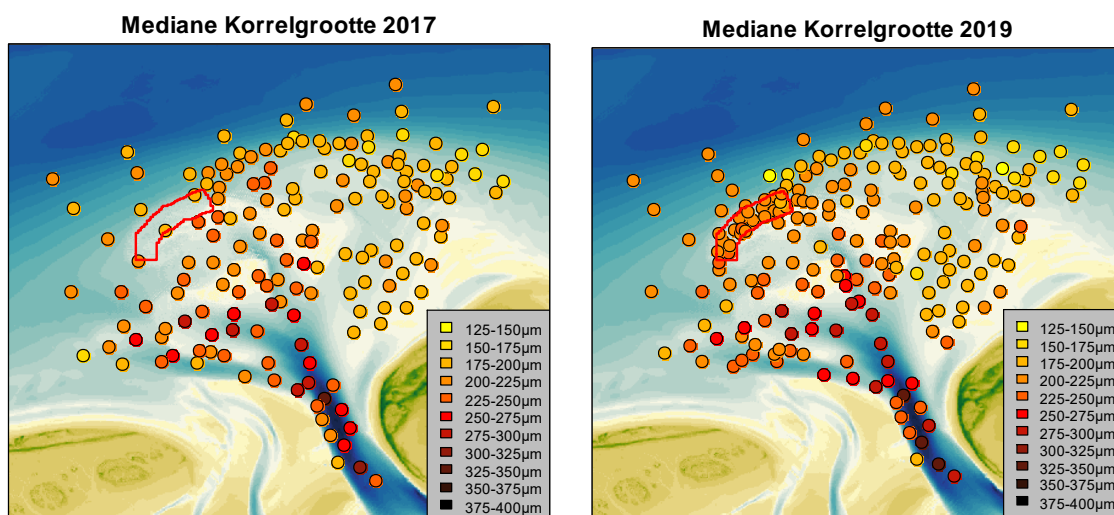 Mediane Korrelgrootte 2017
125-150µm
150-175µm
175-200µm
200-225µm
225-250µm
250-275µm
275-300µm
300-325µm
325-350µm
350-375µm
375-400µm
Mediane Korrelgrootte 2019
125-150µm
150-175µm
175-200µm
200-225µm
225-250µm
250-275µm
275-300µm
300-325µm
325-350µm
350-375µm
375-400µm